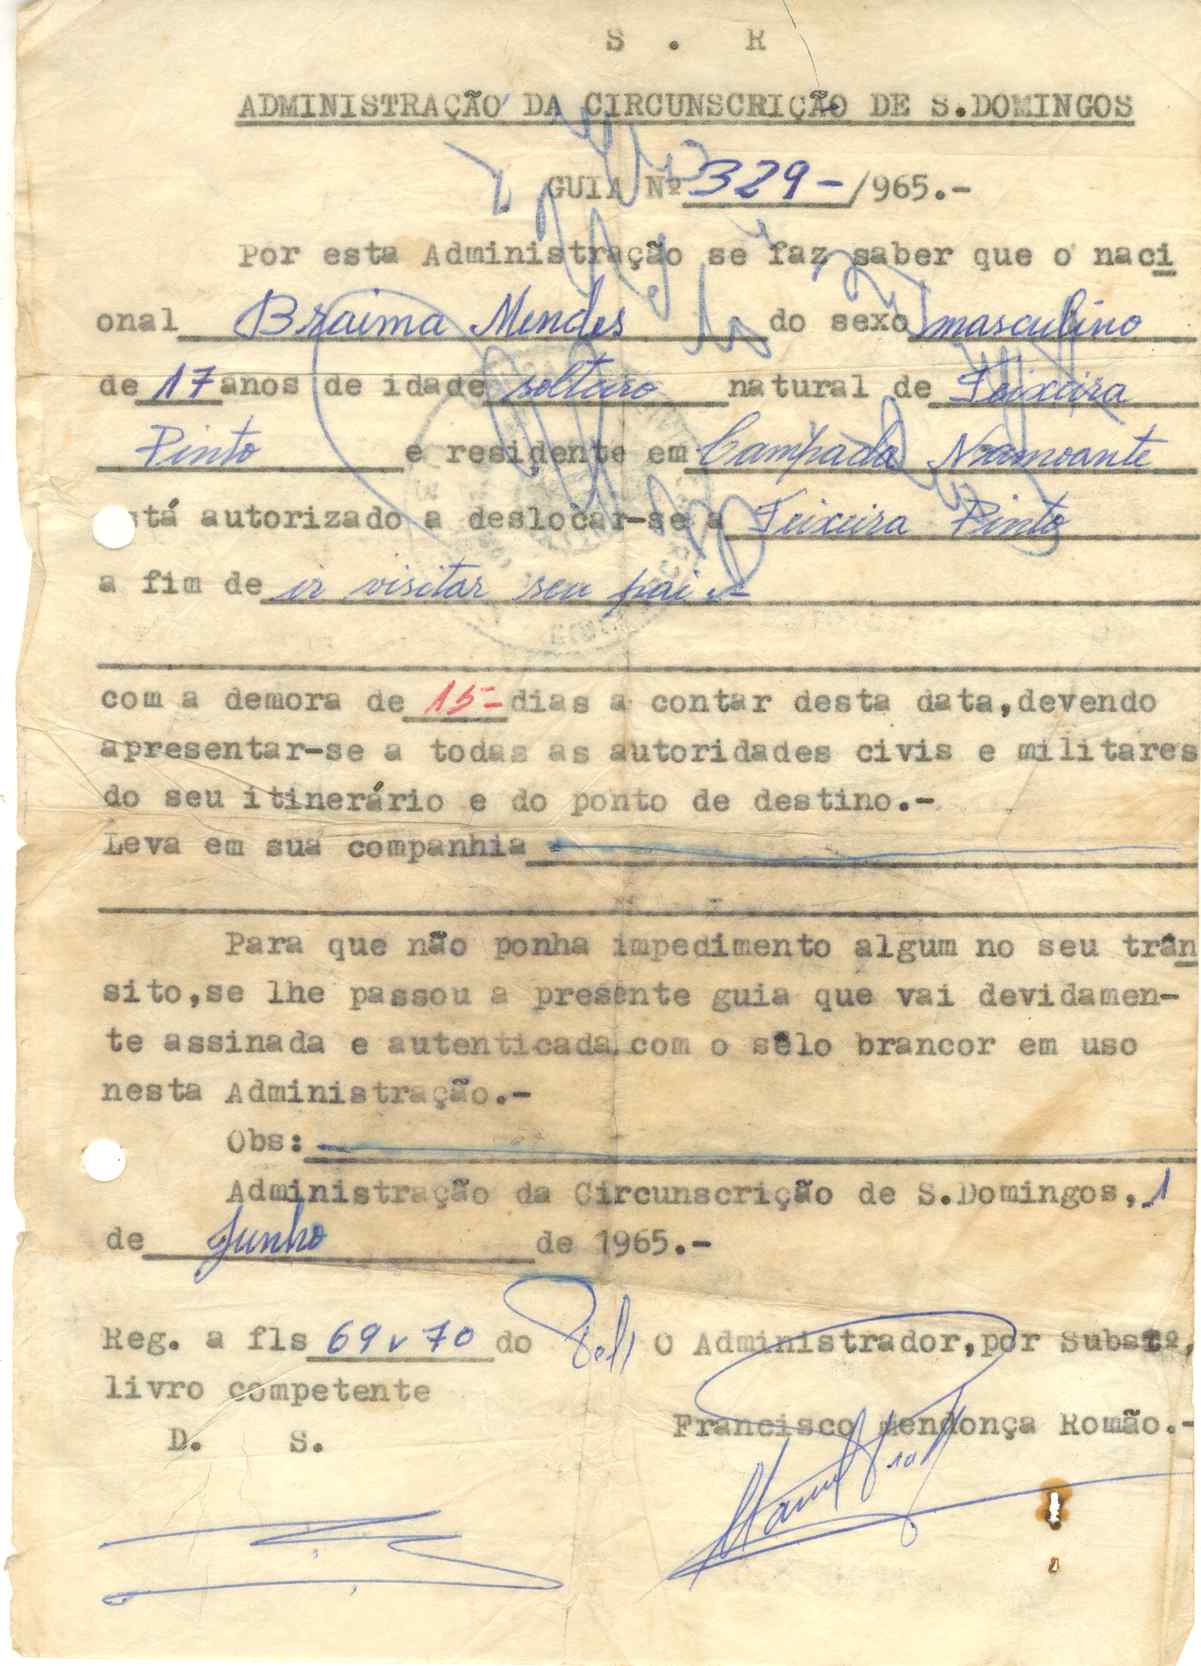 S . R
ADMINISTRAÇÃO DA CIRCUNSCRIÇÃO DE S.DOMINGOS
GUIA Nº 329-/965.-
Por esta Administração se faz saber que o naci
onal Braima Mendes do sexo masculino
de 17 anos de idade solteiro natural de Teixeira
Pinto e residente em Campada Namoante
tá autorizado a deslocar-se a Teixeira Pinto
a fim de ir visitar seu pai
com a demora de 15- dias a contar desta data,devendo
apresentar-se a todas as autoridades civis e militares
do seu itinerário e do ponto de destino.-
Leva em sua companhia
Para que não ponha impedimento algum no seu trân
sito,se lhe passou a presente guia que vai devidamen-
te assinada e autenticada com o sêlo brancor em uso
nesta Administração.-
Obs:
Administração da Circunscrição de S.Domingos, 1
de Junho de 1965.-
Reg. a fls 69 v 70 do O Administrador,por Substº,
livro competente
Francisco Mendonça Romão.-
D. S.